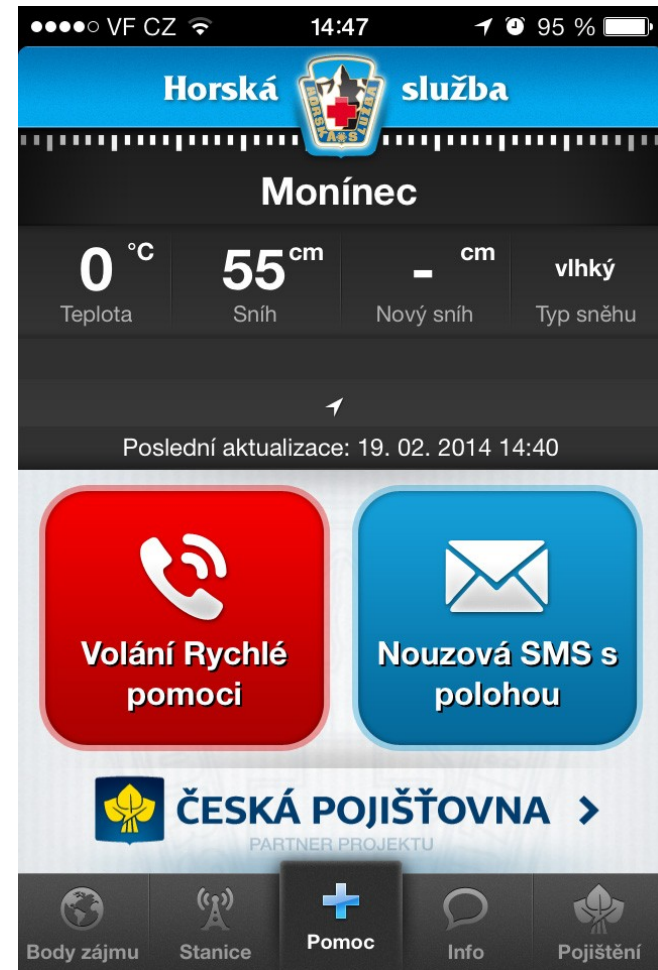 VF CZ 14:47 95 %
Horská služba
HORSKÁ SLUŽBA
Monínec
0 °C 55 cm - cm vlhký
Teplota Sníh Nový sníh Typ sněhu
Poslední aktualizace: 19. 02. 2014 14:40
Volání Rychlé
pomoci
Nouzová SMS s
polohou
ČESKÁ POJIŠŤOVNA >
PARTNER PROJEKTU
Body zájmu Stanice Pomoc Info Pojištění